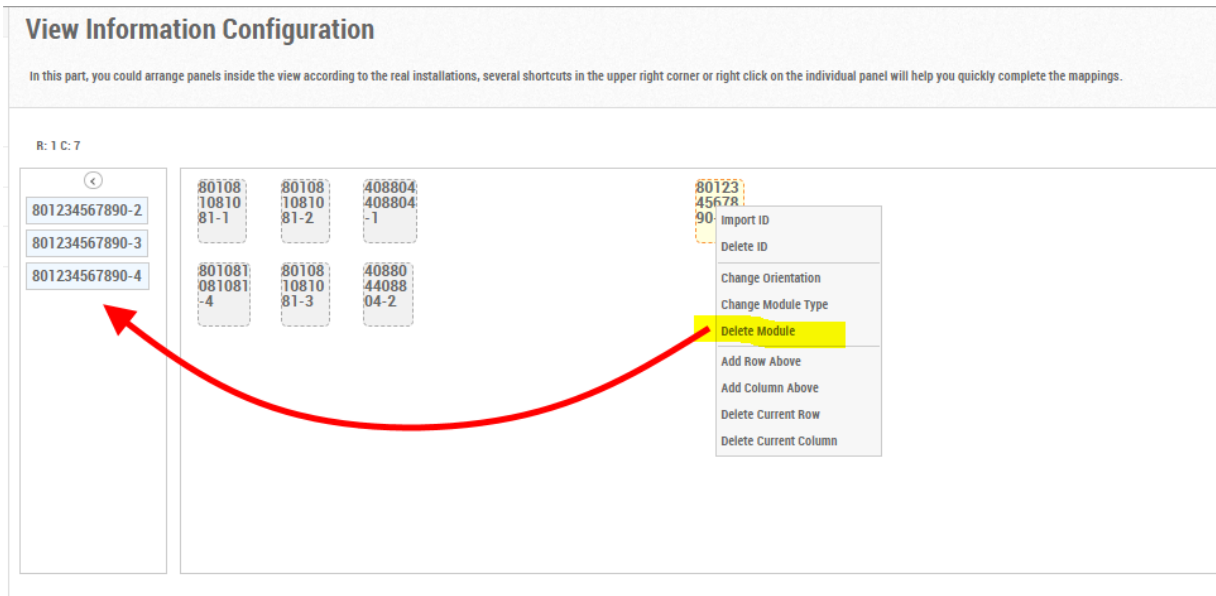 View Information Configuration
In this part, you could arrange panels inside the view according to the real installations, several shortcuts in the upper right corner or right click on the individual panel will help you quickly complete the mappings.
R: 1 C: 7
801234567890-2
801234567890-3
801234567890-4
80108
10810
81-1
80108
10810
81-2
408804
408804
-1
80123
45678
90-
801081
081081
-4
80108
10810
81-3
40880
44088
04-2
Import ID
Delete ID
Change Orientation
Change Module Type
Delete Module
Add Row Above
Add Column Above
Delete Current Row
Delete Current Column